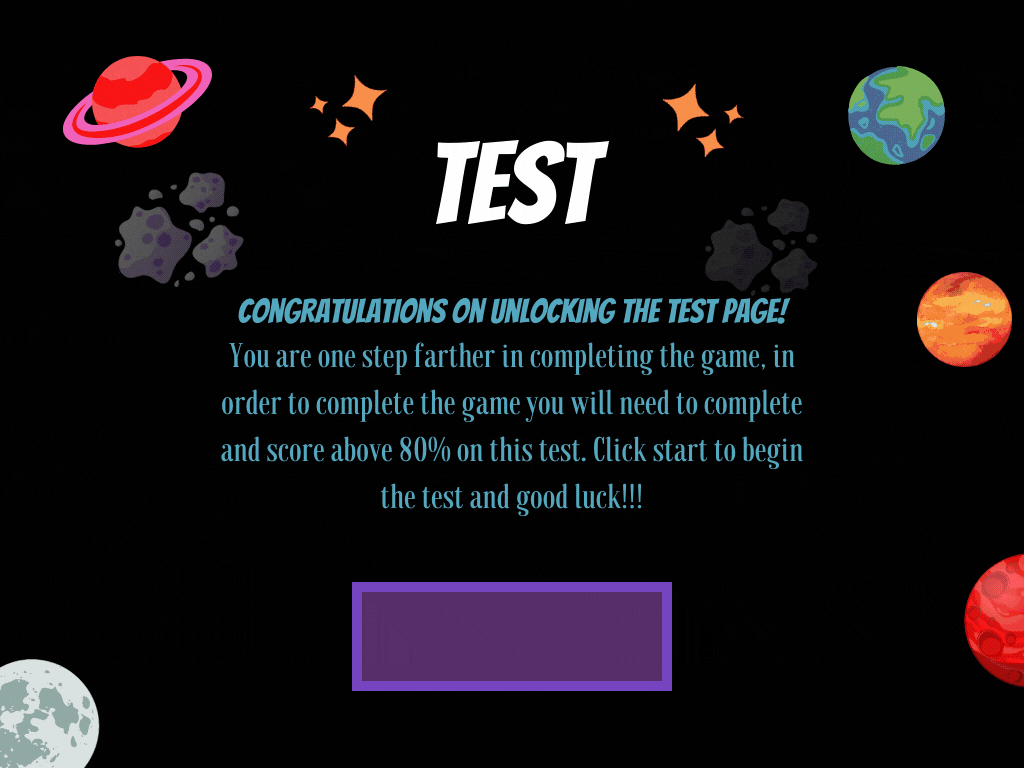 TEST
CONGRATULATIONS ON UNLOCKING THE TEST PAGE!
You are one step farther in completing the game, in
order to complete the game you will need to complete
and score above 80% on this test. Click start to begin
the test and good luck!!!